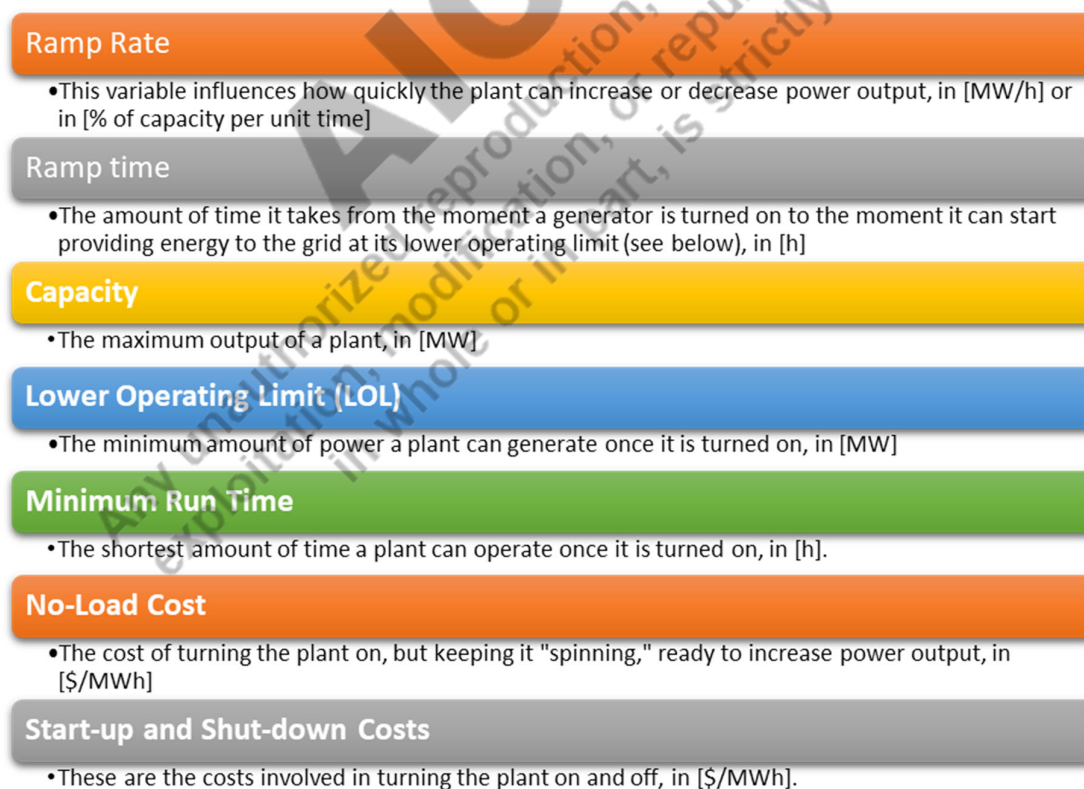 Ramp Rate
•This variable influences how quickly the plant can increase or decrease power output, in [MW/h] or
in [% of capacity per unit time]
Ramp time
•The amount of time it takes from the moment a generator is turned on to the moment it can start
providing energy to the grid at its lower operating limit (see below), in [h]
Capacity
•The maximum output of a plant, in [MW]
Lower Operating Limit (LOL)
•The minimum amount of power a plant can generate once it is turned on, in [MW]
Minimum Run Time
•The shortest amount of time a plant can operate once it is turned on, in [h].
No-Load Cost
•The cost of turning the plant on, but keeping it "spinning," ready to increase power output, in
[$/MWh]
Start-up and Shut-down Costs
•These are the costs involved in turning the plant on and off, in [$/MWh].
Any unauthorized reproduction,
exploitation, modification, or
in whole or in part, is strictly